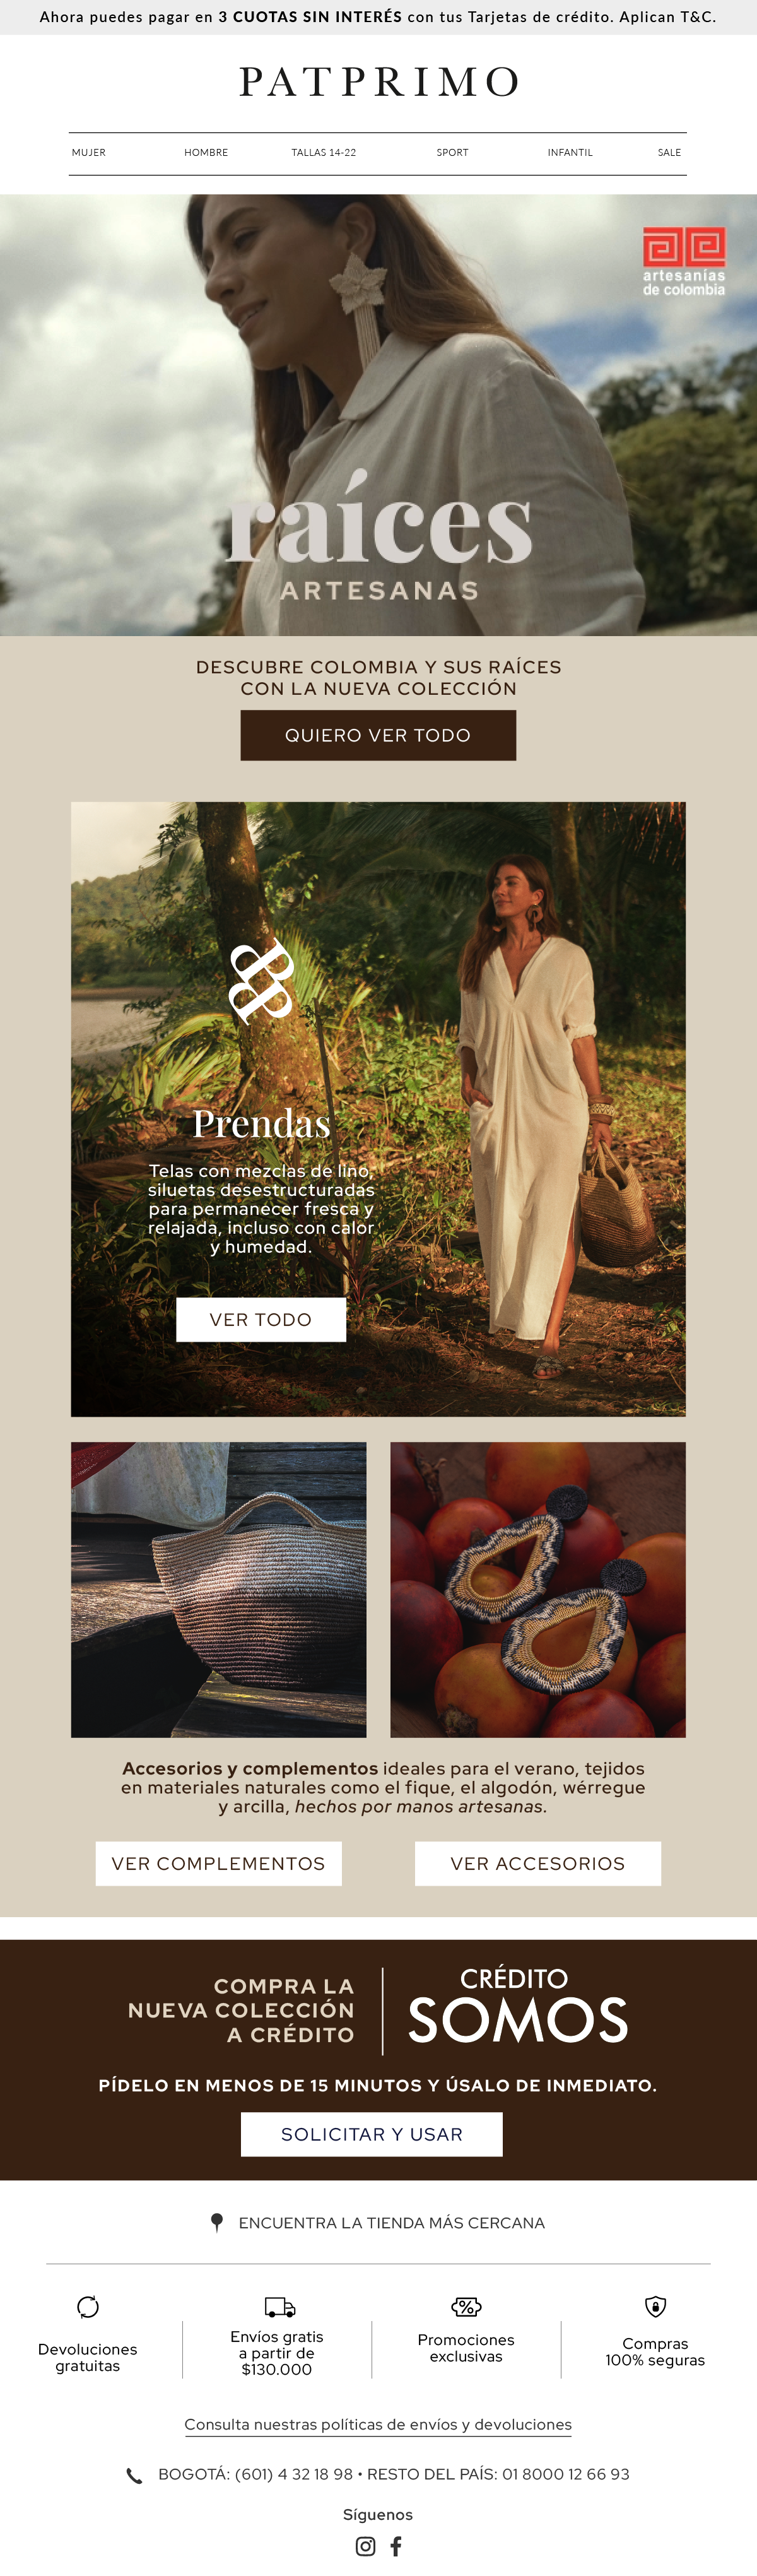 Ahora puedes pagar en 3 CUOTAS SIN INTERÉS con tus Tarjetas de crédito. Aplican T&C.
PATPRIMO
MUJER HOMBRE TALLAS 14-22 SPORT INFANTIL SALE
artesanías
de colombia
raíces
ARTESANAS
DESCUBRE COLOMBIA Y SUS RAÍCES
CON LA NUEVA COLECCIÓN
QUIERO VER TODO
Prendas
Telas con mezclas de lino,
siluetas desestructuradas
para permanecer fresca y
relajada, incluso con calor
y humedad.
VER TODO
Accesorios y complementos ideales para el verano, tejidos
en materiales naturales como el fique, el algodón, wérregue
y arcilla, hechos por manos artesanas.
VER COMPLEMENTOS VER ACCESORIOS
COMPRA LA
NUEVA COLECCIÓN
A CRÉDITO
CRÉDITO
SOMOS
PÍDELO EN MENOS DE 15 MINUTOS Y ÚSALO DE INMEDIATO.
SOLICITAR Y USAR
ENCUENTRA LA TIENDA MÁS CERCANA
Devoluciones
gratuitas
Envíos gratis
a partir de
$130.000
Promociones
exclusivas
Compras
100% seguras
Consulta nuestras políticas de envíos y devoluciones
BOGOTÁ: (601) 4 32 18 98 • RESTO DEL PAÍS: 01 8000 12 66 93
Síguenos